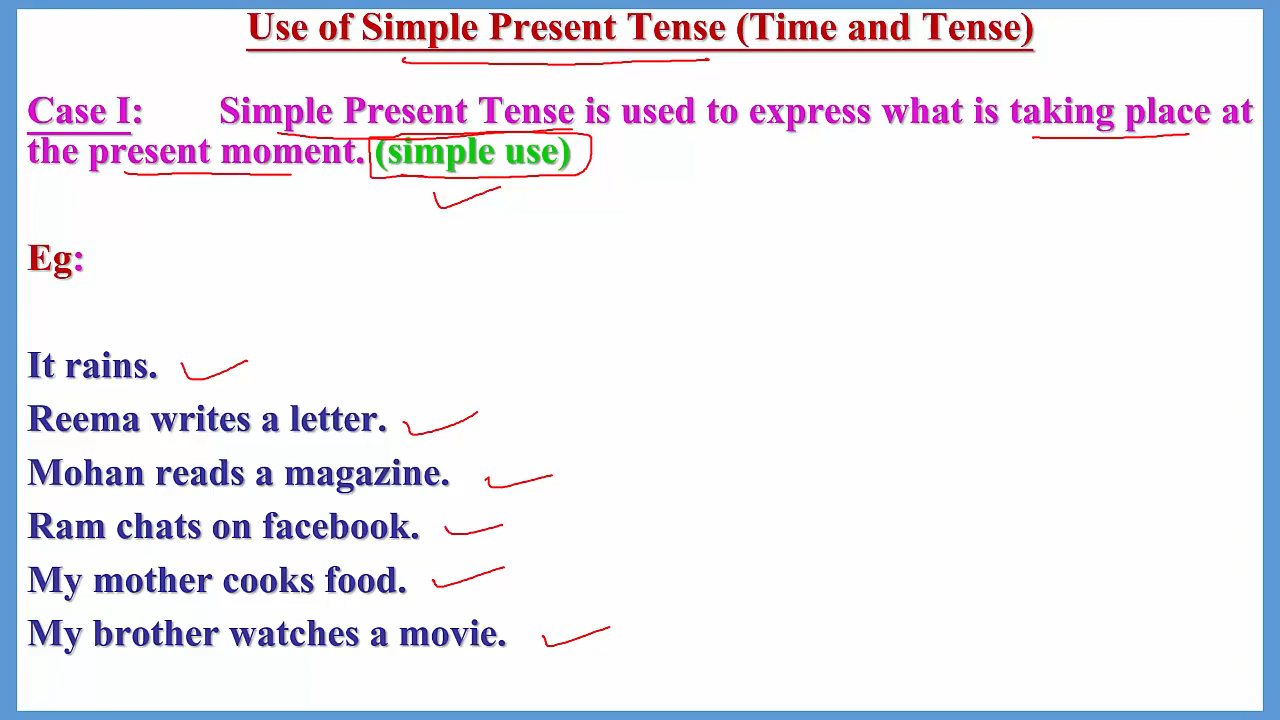 Use of Simple Present Tense (Time and Tense)
Case I: Simple Present Tense is used to express what is taking place at
the present moment. (simple use)
Eg:
It rains.
Reema writes a letter.
Mohan reads a magazine.
Ram chats on facebook.
My mother cooks food.
My brother watches a movie.